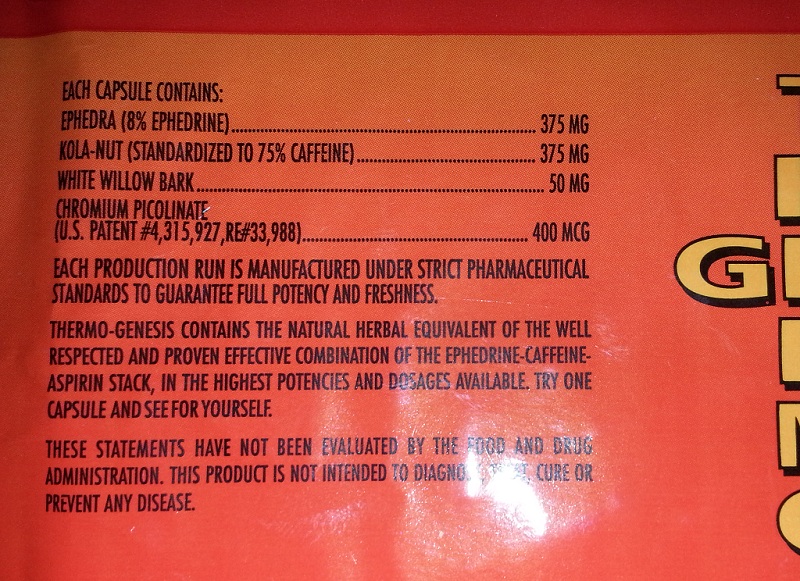 EACH CAPSULE CONTAINS:
EPHEDRA (8% EPHEDRINE)........................................................ 375 MG
KOLA-NUT (STANDARDIZED TO 75% CAFFEINE)................................ 375 MG
WHITE WILLOW BARK................................................................ 50 MG
CHROMIUM PICOLINATE
(U.S. PATENT #4,315,927,RE#33,988)......................................... 400 MCG
EACH PRODUCTION RUN IS MANUFACTURED UNDER STRICT PHARMACEUTICAL
STANDARDS TO GUARANTEE FULL POTENCY AND FRESHNESS.
THERMO-GENESIS CONTAINS THE NATURAL HERBAL EQUIVALENT OF THE WELL
RESPECTED AND PROVEN EFFECTIVE COMBINATION OF THE EPHEDRINE-CAFFEINE-
ASPIRIN STACK, IN THE HIGHEST POTENCIES AND DOSAGES AVAILABLE. TRY ONE
CAPSULE AND SEE FOR YOURSELF.
THESE STATEMENTS HAVE NOT BEEN EVALUATED BY THE FOOD AND DRUG
ADMINISTRATION. THIS PRODUCT IS NOT INTENDED TO DIAGNOSE, TREAT, CURE OR
PREVENT ANY DISEASE.